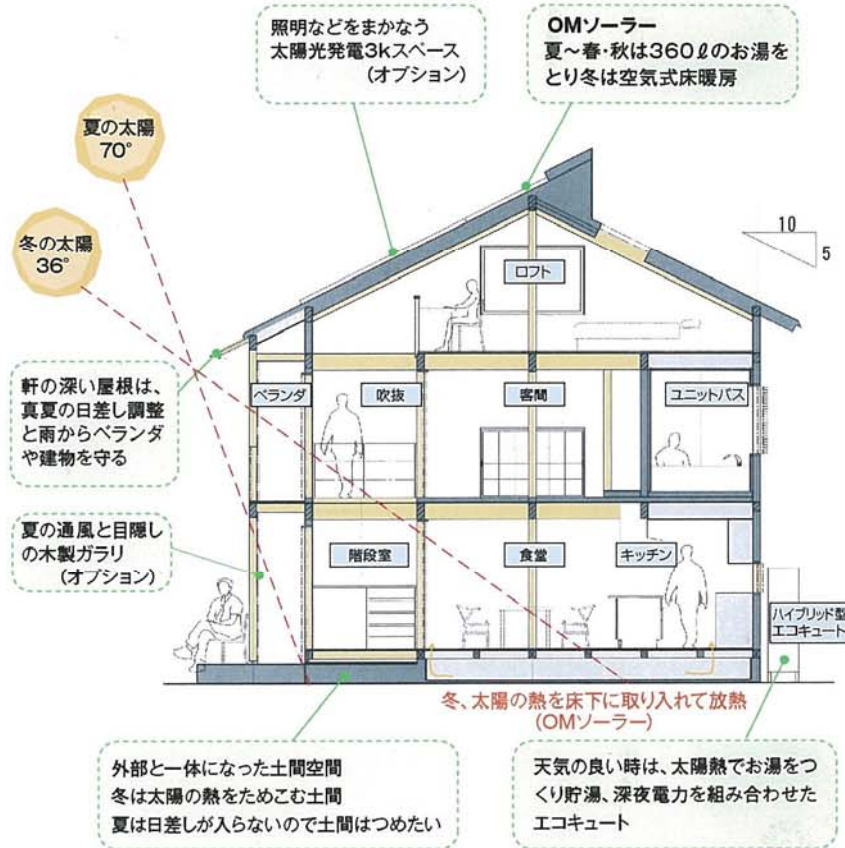 照明などをまかなう
太陽光発電3kスペース
(オプション)
OMソーラー
夏～春・秋は360ℓのお湯を
とり冬は空気式床暖房
夏の太陽
70°
冬の太陽
36°
10
5
ロフト
軒の深い屋根は、
真夏の日差し調整
と雨からベランダ
や建物を守る
ベランダ
吹抜
客間
ユニットバス
夏の通風と目隠し
の木製ガラリ
(オプション)
階段室
食堂
キッチン
ハイブリッド型
エコキュート
冬、太陽の熱を床下に取り入れて放熱
(OMソーラー)
外部と一体になった土間空間
冬は太陽の熱をためこむ土間
夏は日差しが入らないので土間はつめたい
天気の良い時は、太陽熱でお湯をつ
くり貯湯、深夜電力を組み合わせた
エコキュート